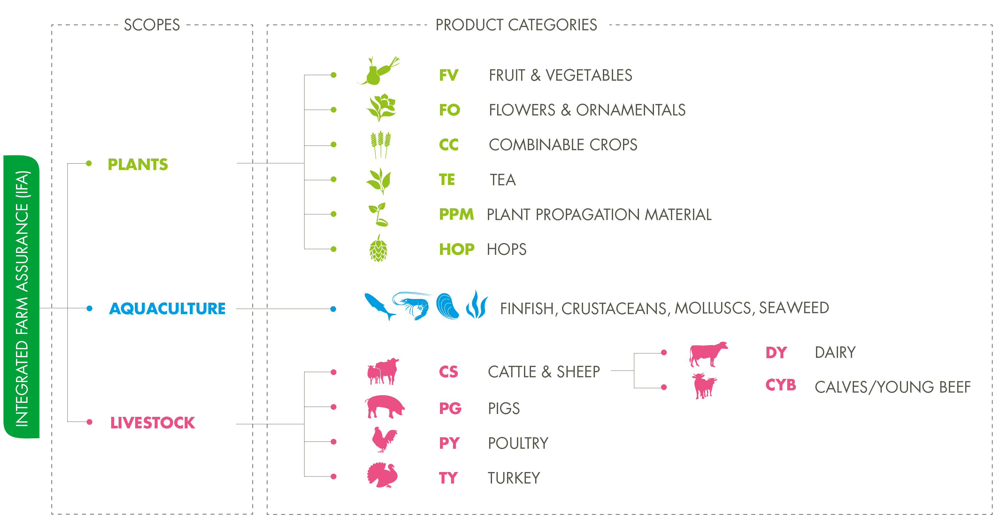 SCOPES
PRODUCT CATEGORIES
INTEGRATED FARM ASSURANCE (IFA)
PLANTS
FV FRUIT & VEGETABLES
FO FLOWERS & ORNAMENTALS
CC COMBINABLE CROPS
TE TEA
PPM PLANT PROPAGATION MATERIAL
HOP HOPS
AQUACULTURE
FINFISH, CRUSTACEANS, MOLLUSCS, SEAWEED
LIVESTOCK
CS CATTLE & SHEEP
DY DAIRY
CYB CALVES/YOUNG BEEF
PG PIGS
PY POULTRY
TY TURKEY